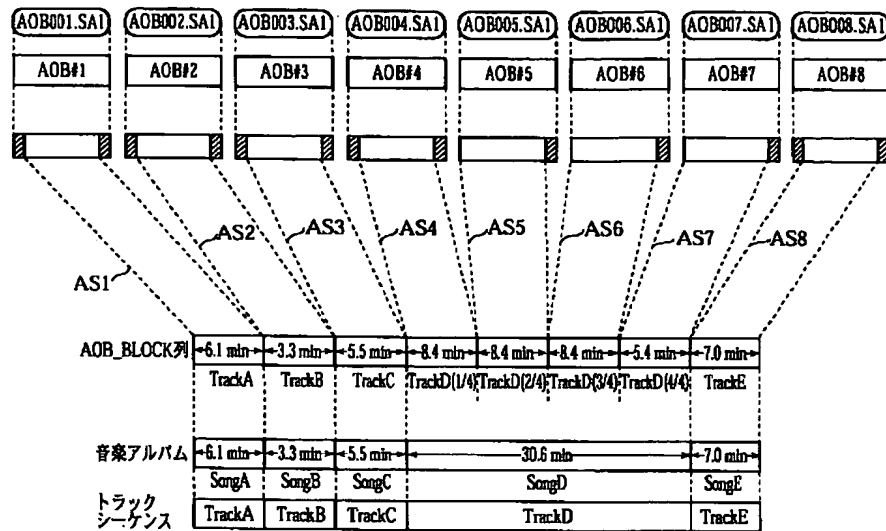 AOB001.SA1 AOB002.SA1 AOB003.SA1 AOB004.SA1 AOB005.SA1 AOB006.SA1 AOB007.SA1 AOB008.SA1
AOB#1 AOB#2 AOB#3 AOB#4 AOB#5 AOB#6 AOB#7 AOB#8
AS1 AS2 AS3 AS4 AS5 AS6 AS7 AS8
AOB_BLOCK列 6.1 min 3.3 min 5.5 min 8.4 min 8.4 min 8.4 min 5.4 min 7.0 min
TrackA TrackB TrackC TrackD(1/4) TrackD(2/4) TrackD(3/4) TrackD(4/4) TrackE
音楽アルバム 6.1 min 3.3 min 5.5 min 30.6 min 7.0 min
SongA SongB SongC SongD SongE
トラック
シーケンス TrackA TrackB TrackC TrackD TrackE